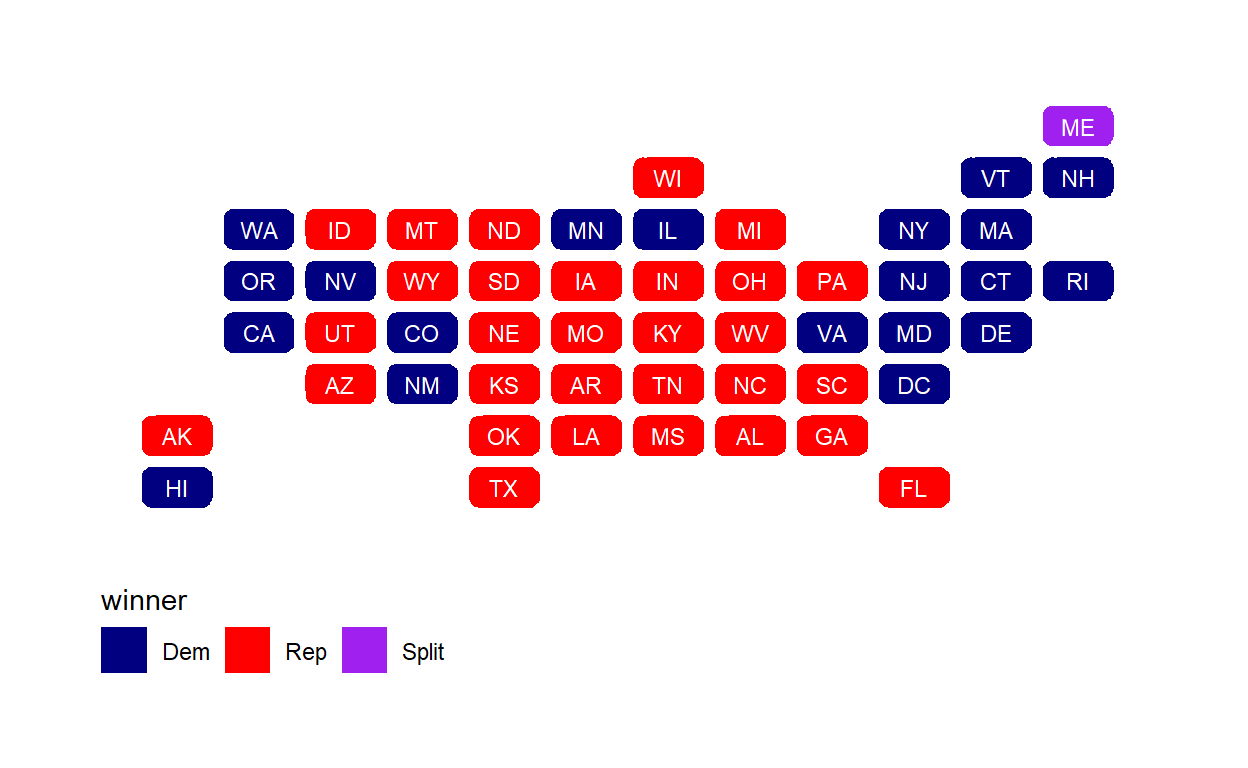 ME
WI VT NH
WA ID MT ND MN IL MI NY MA
OR NV WY SD IA IN OH PA NJ CT RI
CA UT CO NE MO KY WV VA MD DE
AZ NM KS AR TN NC SC DC
AK OK LA MS AL GA
HI TX FL
winner
Dem Rep Split